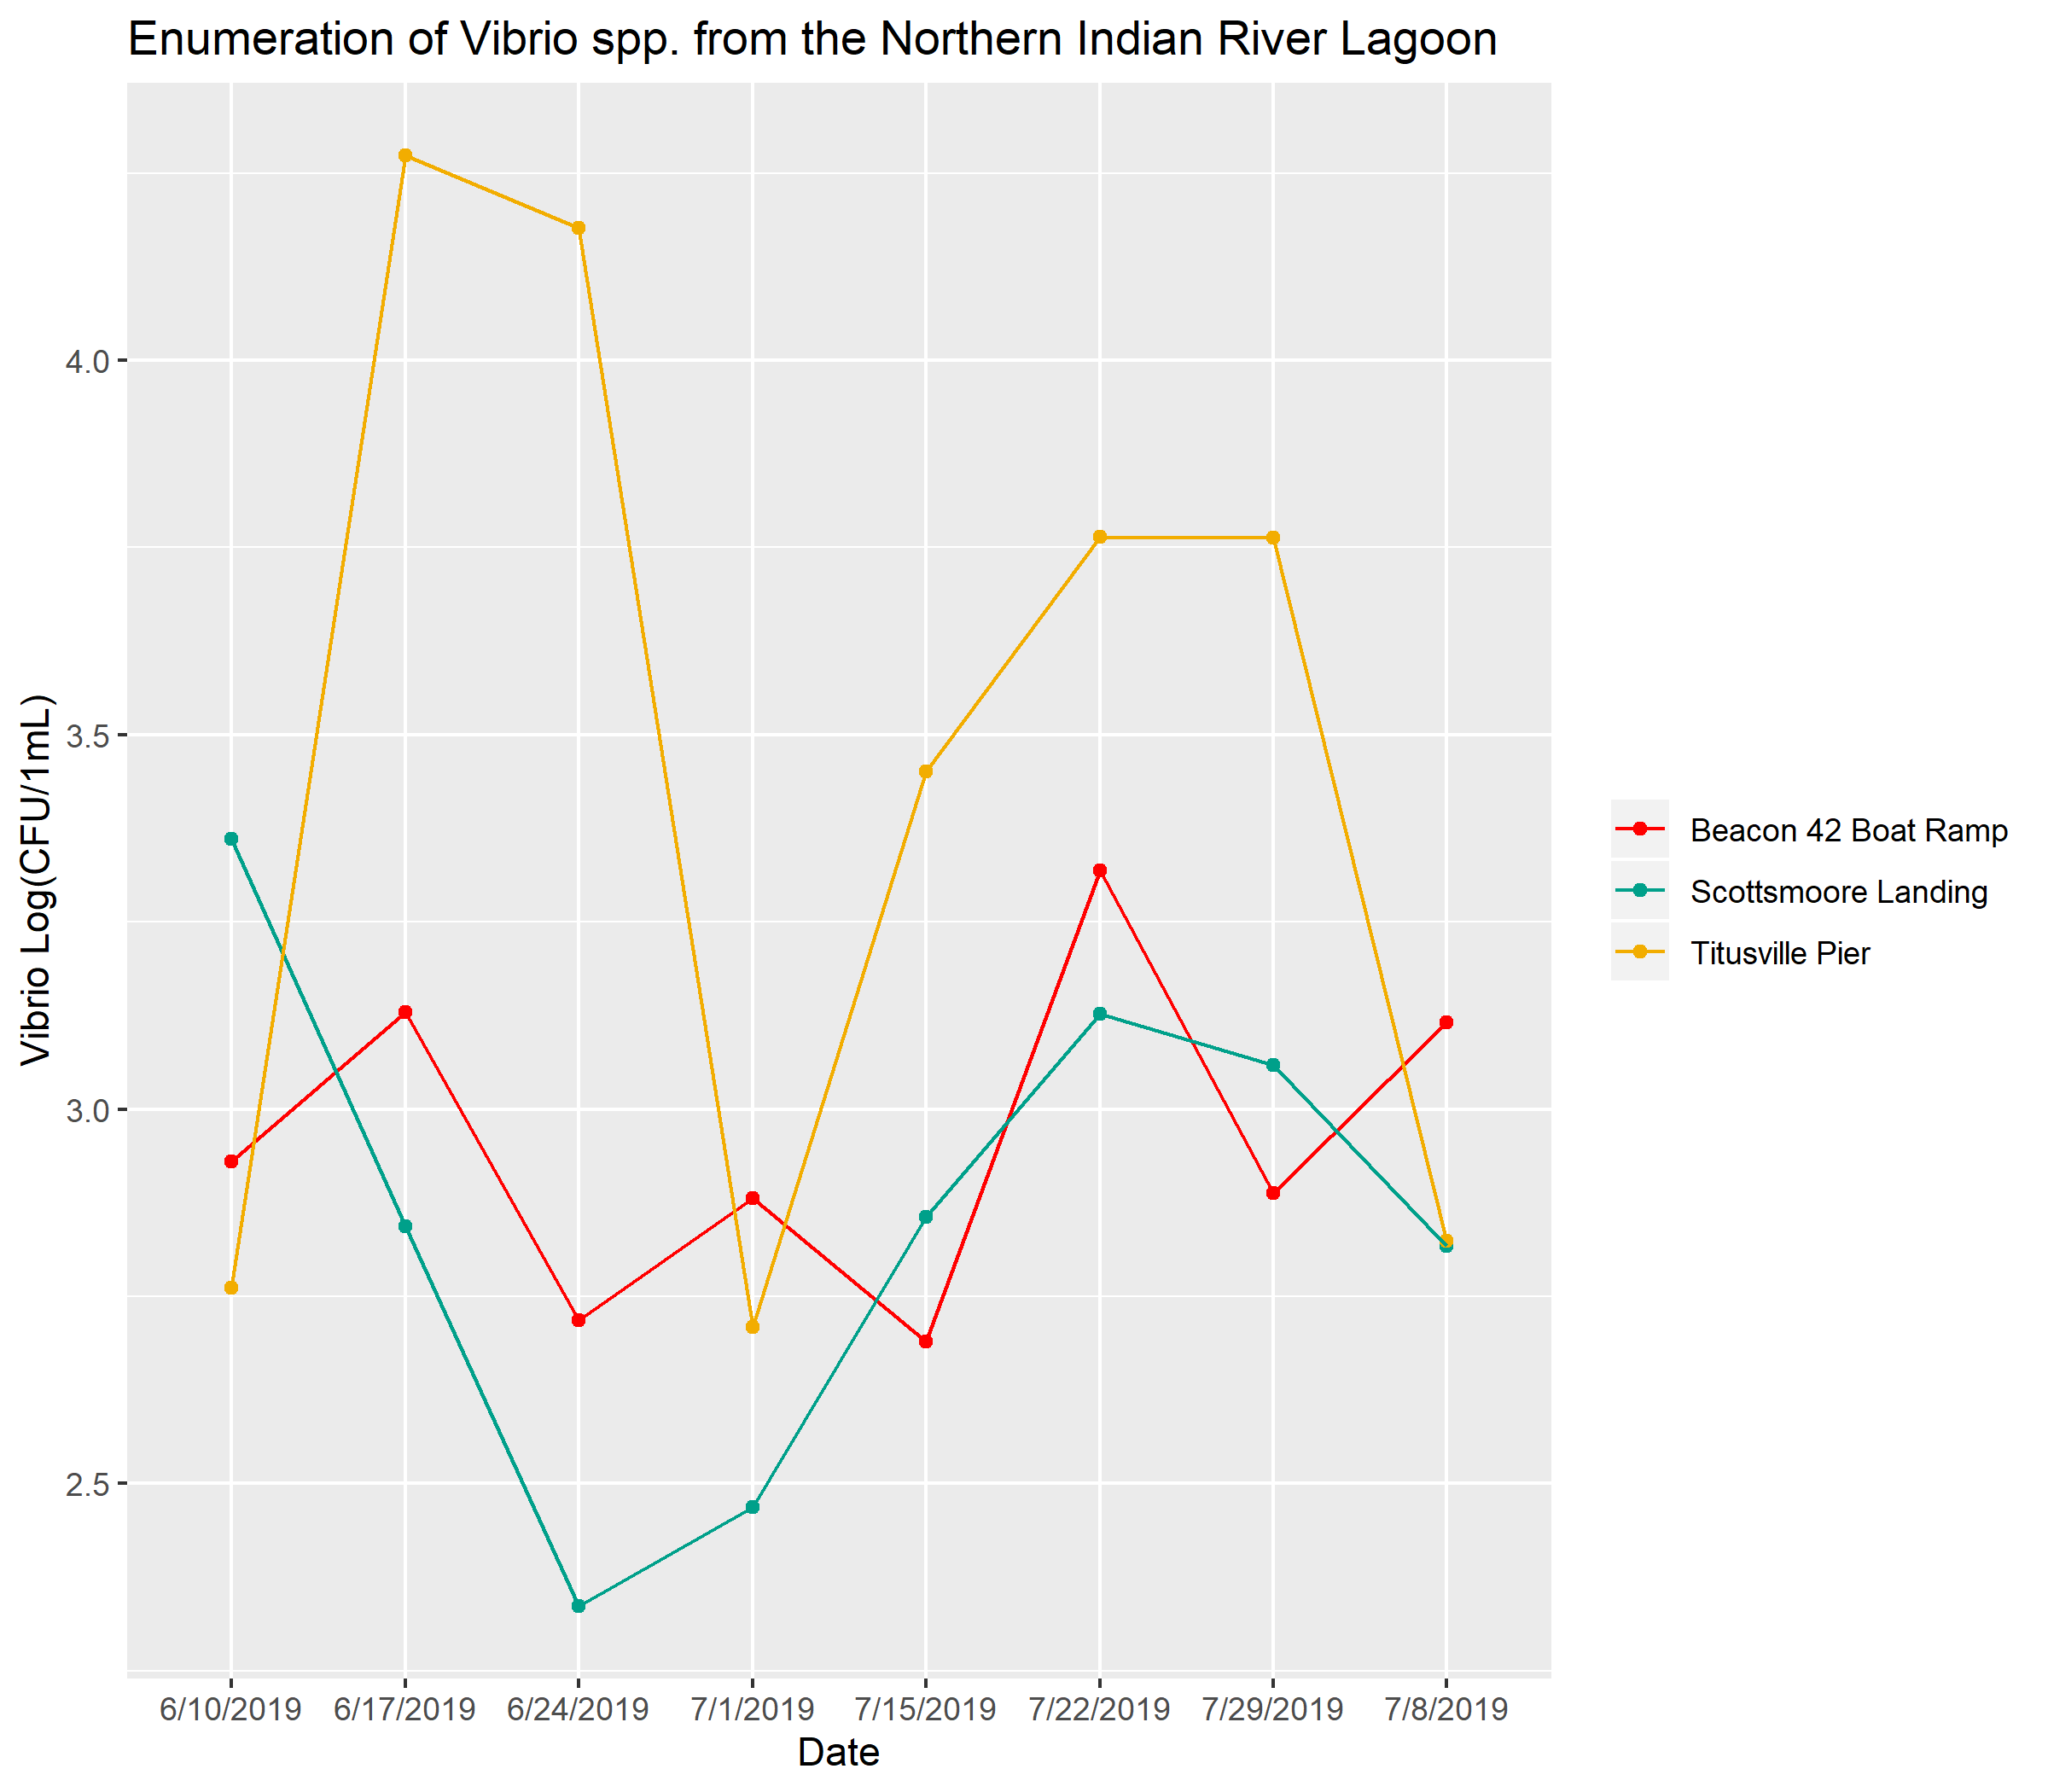 Enumeration of Vibrio spp. from the Northern Indian River Lagoon
Vibrio Log(CFU/1mL)
4.0
3.5
3.0
2.5
6/10/2019 6/17/2019 6/24/2019 7/1/2019 7/15/2019 7/22/2019 7/29/2019 7/8/2019
Date
Beacon 42 Boat Ramp
Scottsmoore Landing
Titusville Pier